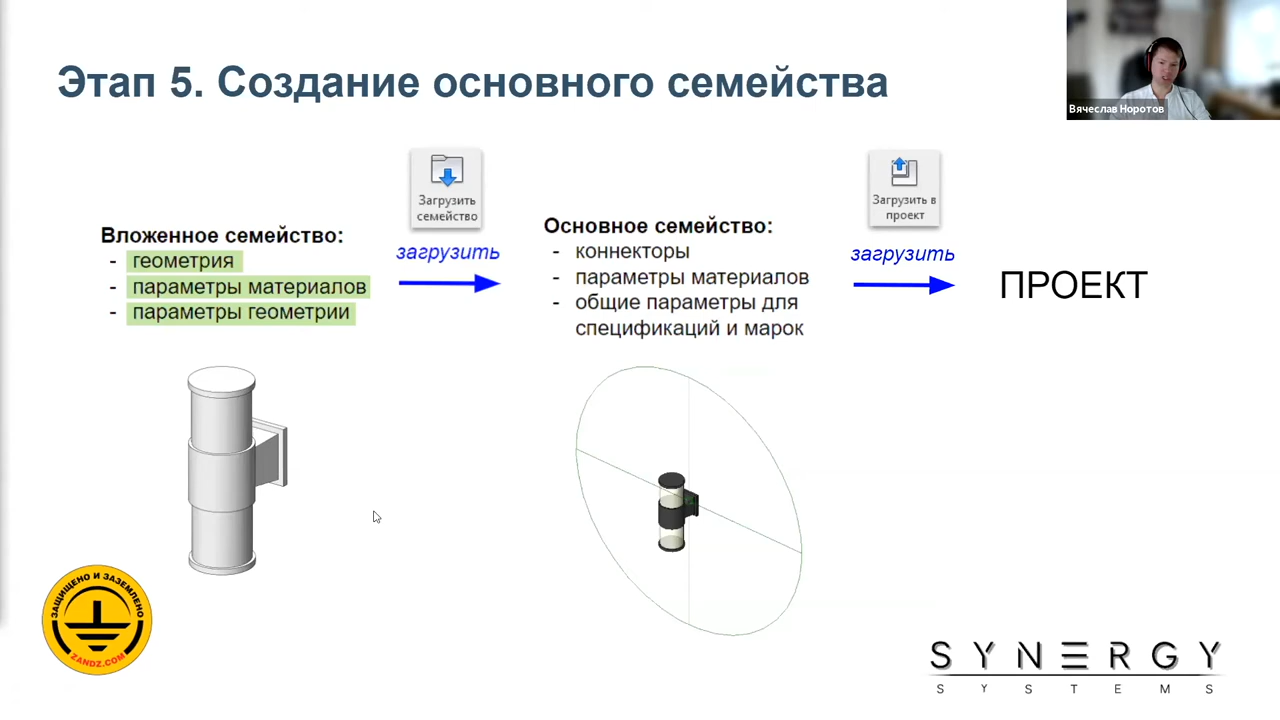 Этап 5. Создание основного семейства
Вячеслав Норотов
Загрузить
семейство
Загрузить в
проект
Вложенное семейство:
- геометрия
- параметры материалов
- параметры геометрии
загрузить
Основное семейство:
- коннекторы
- параметры материалов
- общие параметры для
спецификаций и марок
загрузить
ПРОЕКТ
ЗАЩИЩЕНО И ЗАЗЕМЛЕНО
ZANDZ.COM
SYNERGY
SYSTEMS